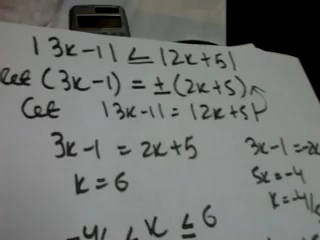 |3x-1| ≤ |2x+5|
Let (3x-1) = ±(2x+5)
Let |3x-1| = |2x+5|
3x-1 = 2x+5 3x-1 = -2x
x = 6 5x = -4
x = -4/5
-4/ ≤ x ≤ 6